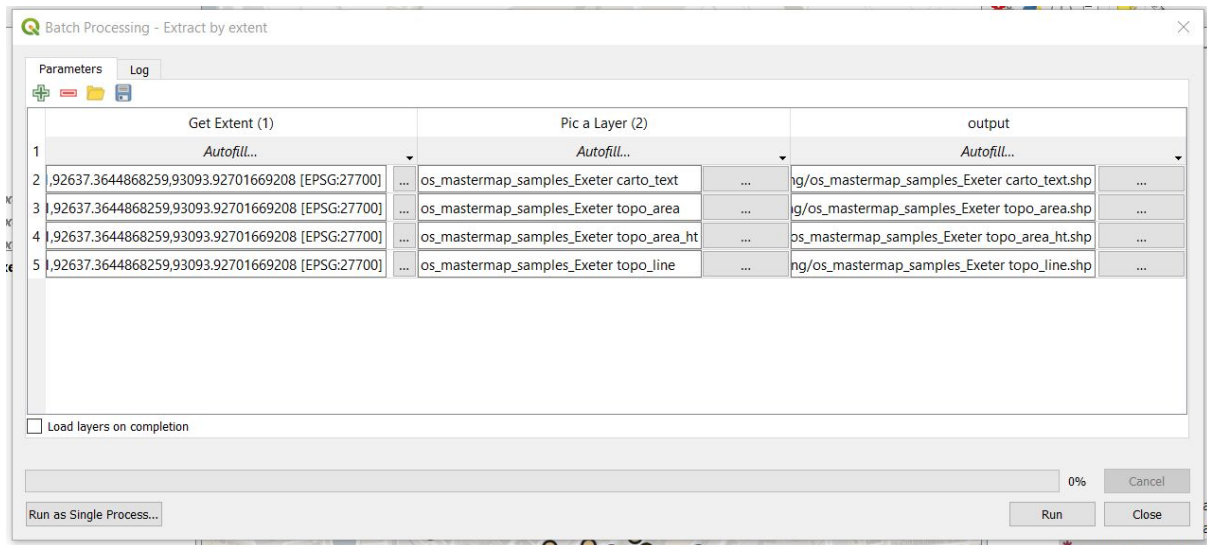 Batch Processing - Extract by extent
Parameters Log
Get Extent (1) Pic a Layer (2) output
1 Autofill... Autofill... Autofill...
2 ,92637.3644868259,93093.92701669208 [EPSG:27700] ... os_mastermap_samples_Exeter carto_text ... ng/os_mastermap_samples_Exeter carto_text.shp ...
3 ,92637.3644868259,93093.92701669208 [EPSG:27700] ... os_mastermap_samples_Exeter topo_area ... g/os_mastermap_samples_Exeter topo_area.shp ...
4 ,92637.3644868259,93093.92701669208 [EPSG:27700] ... os_mastermap_samples_Exeter topo_area_ht ... os_mastermap_samples_Exeter topo_area_ht.shp ...
5 ,92637.3644868259,93093.92701669208 [EPSG:27700] ... os_mastermap_samples_Exeter topo_line ... ng/os_mastermap_samples_Exeter topo_line.shp ...
Load layers on completion
0% Cancel
Run as Single Process... Run Close